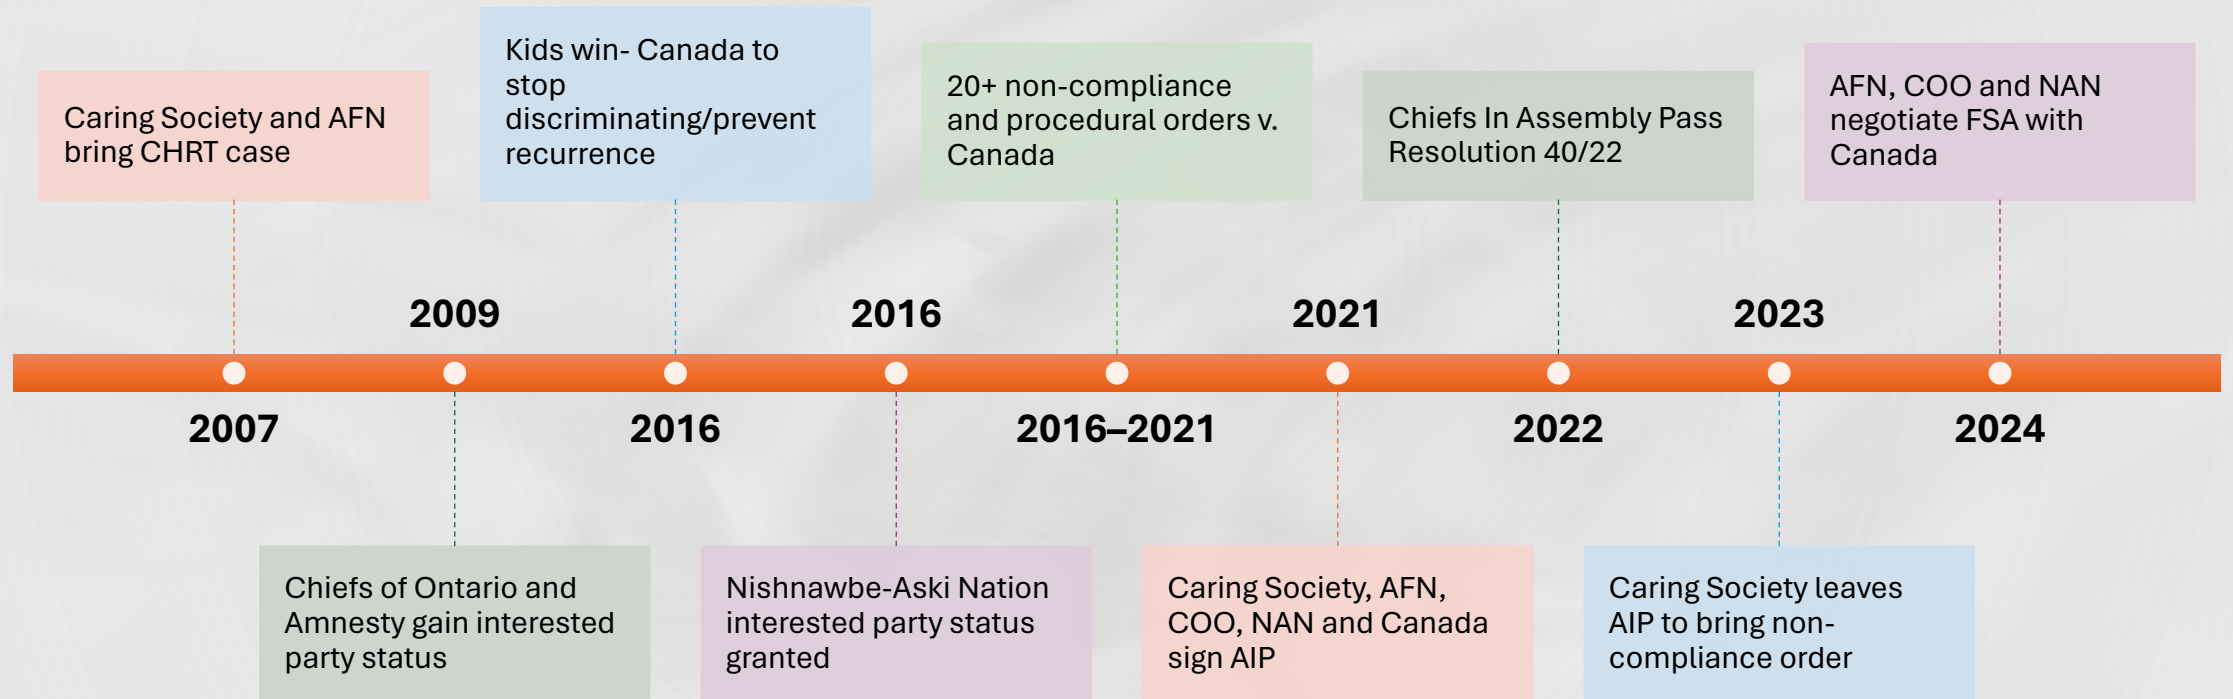 Caring Society and AFN
bring CHRT case
2007
2009
Chiefs of Ontario and
Amnesty gain interested
party status
Kids win- Canada to
stop
discriminating/prevent
recurrence
2016
2016
Nishnawbe-Aski Nation
interested party status
granted
20+ non-compliance
and procedural orders v.
Canada
2016–2021
2021
Caring Society, AFN,
COO, NAN and Canada
sign AIP
Chiefs In Assembly Pass
Resolution 40/22
2022
2023
Caring Society leaves
AIP to bring non-
compliance order
AFN, COO and NAN
negotiate FSA with
Canada
2024